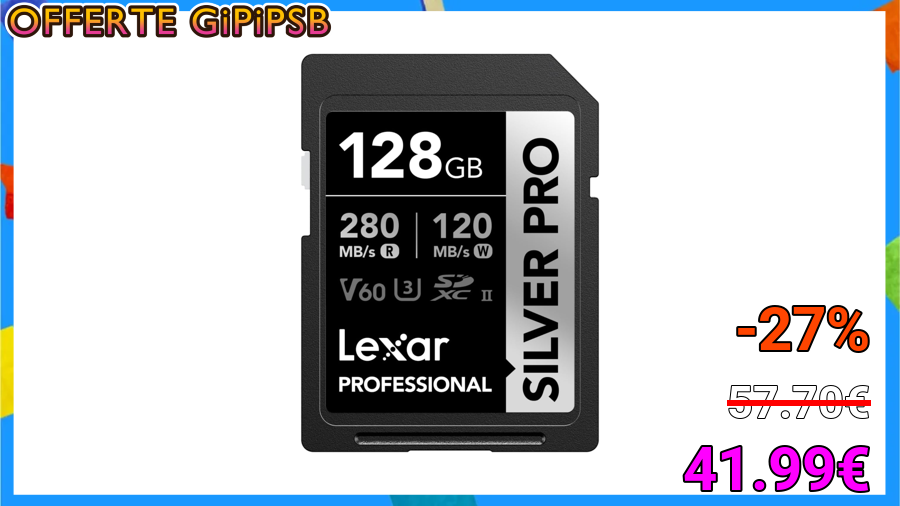 OFFERTE GiPiPSB
128GB
280 MB/s R
120 MB/s W
V60 U3 SDXC II
Lexar
PROFESSIONAL
SILVER PRO
-27%
57.70€
41.99€